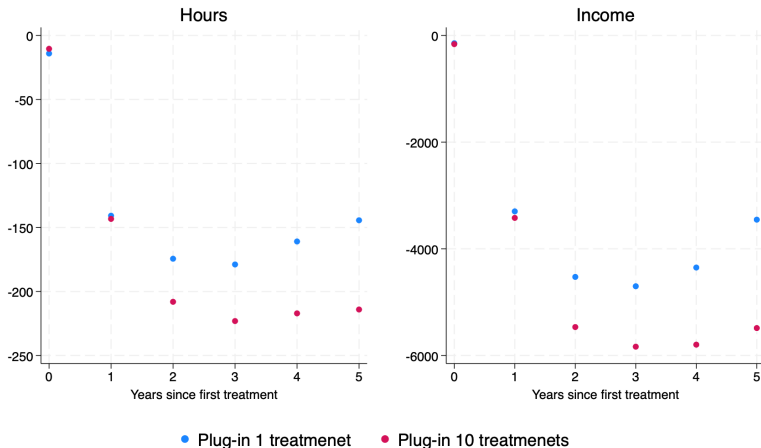 Hours
0
-50
-100
-150
-200
-250
0 1 2 3 4 5
Years since first treatment
Income
0
-2000
-4000
-6000
0 1 2 3 4 5
Years since first treatment
Plug-in 1 treatmenet
Plug-in 10 treatmenets